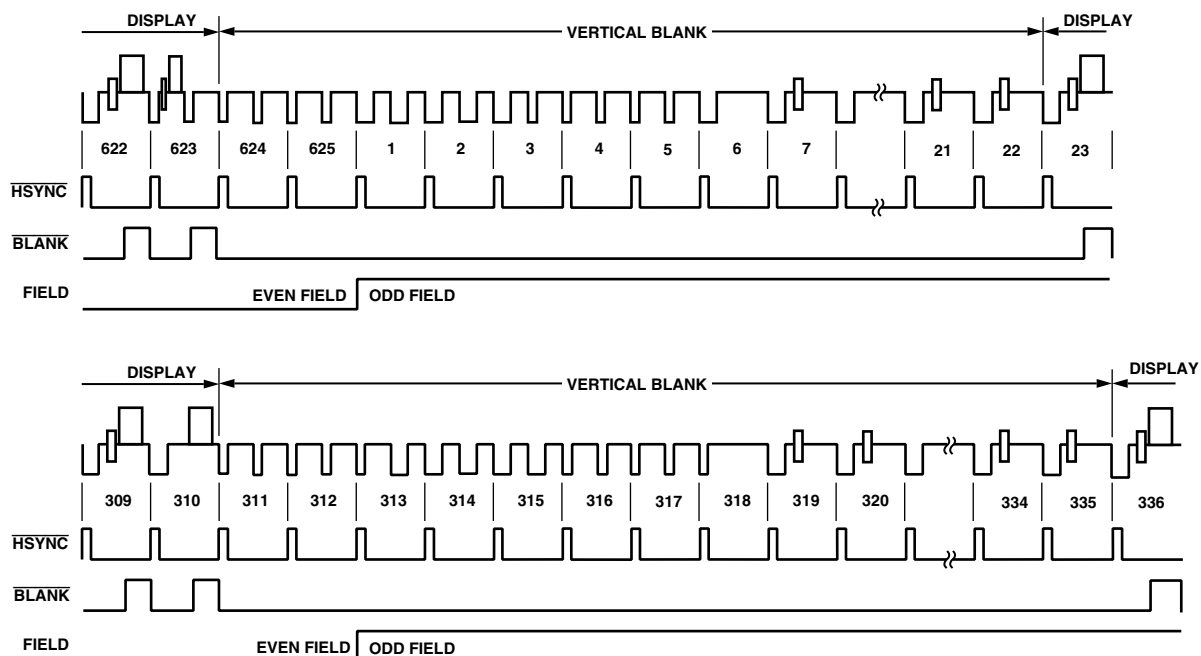 DISPLAY VERTICAL BLANK DISPLAY
622 623 624 625 1 2 3 4 5 6 7 21 22 23
HSYNC
BLANK
FIELD EVEN FIELD ODD FIELD
DISPLAY VERTICAL BLANK DISPLAY
309 310 311 312 313 314 315 316 317 318 319 320 334 335 336
HSYNC
BLANK
FIELD EVEN FIELD ODD FIELD